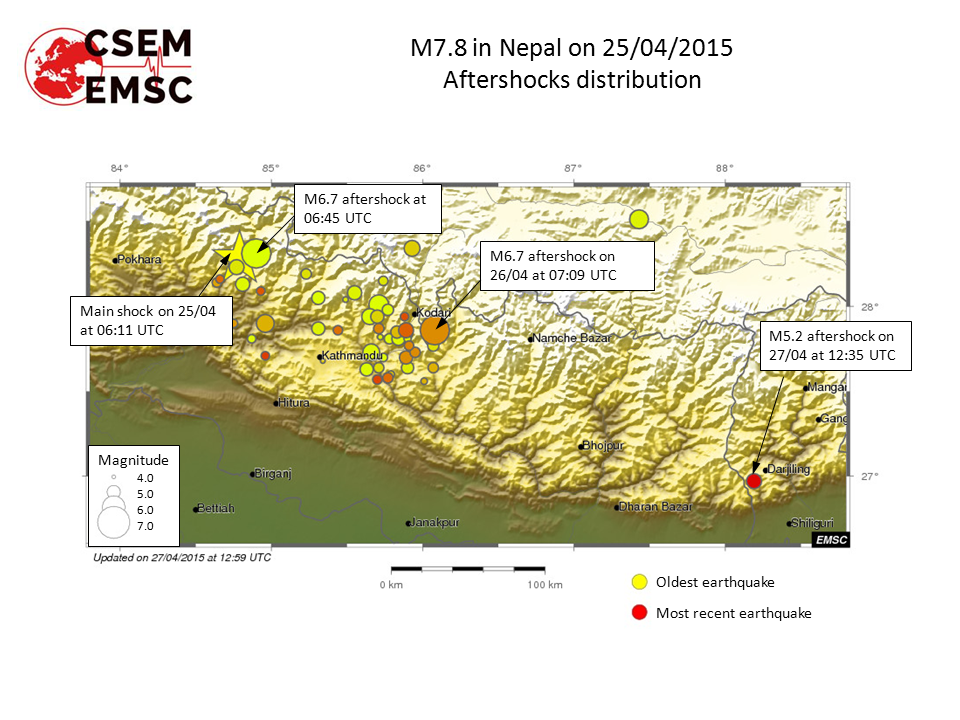 CSEM
EMSC
M7.8 in Nepal on 25/04/2015
Aftershocks distribution
84°
85°
86°
87°
88°
M6.7 aftershock at
06:45 UTC
Pokhara
M6.7 aftershock on
26/04 at 07:09 UTC
Main shock on 25/04
at 06:11 UTC
Kodari
28°
Namche Bazar
M5.2 aftershock on
27/04 at 12:35 UTC
Kathmandu
Mangan
Hitura
Gang
Bhojpur
Magnitude
4.0
5.0
6.0
7.0
Birganj
Darjiling
27°
Bettiah
Dharan Bazar
Janakpur
Shiliguri
EMSC
Updated on 27/04/2015 at 12:59 UTC
0 km
100 km
Oldest earthquake
Most recent earthquake